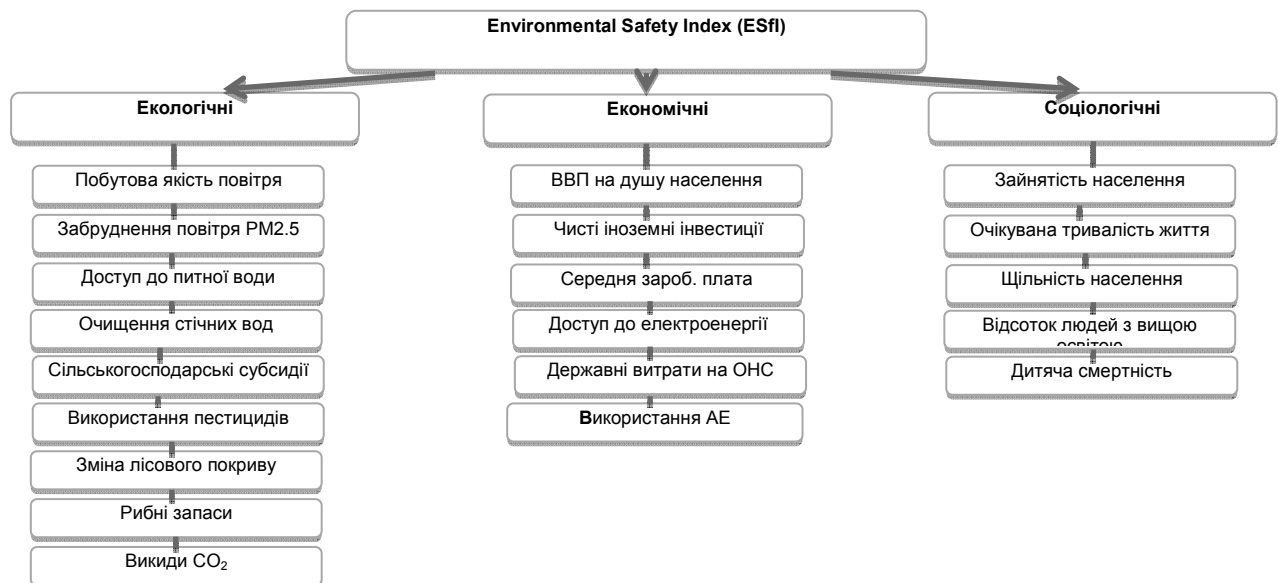 Environmental Safety Index (ESfI)
Екологічні
Побутова якість повітря
Забруднення повітря PM2.5
Доступ до питної води
Очищення стічних вод
Сільськогосподарські субсидії
Використання пестицидів
Зміна лісового покриву
Рибні запаси
Викиди CO₂
Економічні
ВВП на душу населення
Чисті іноземні інвестиції
Середня зароб. плата
Доступ до електроенергії
Державні витрати на ОНС
Використання АЕ
Соціологічні
Зайнятість населення
Очікувана тривалість життя
Щільність населення
Відсоток людей з вищою
освітою
Дитяча смертність